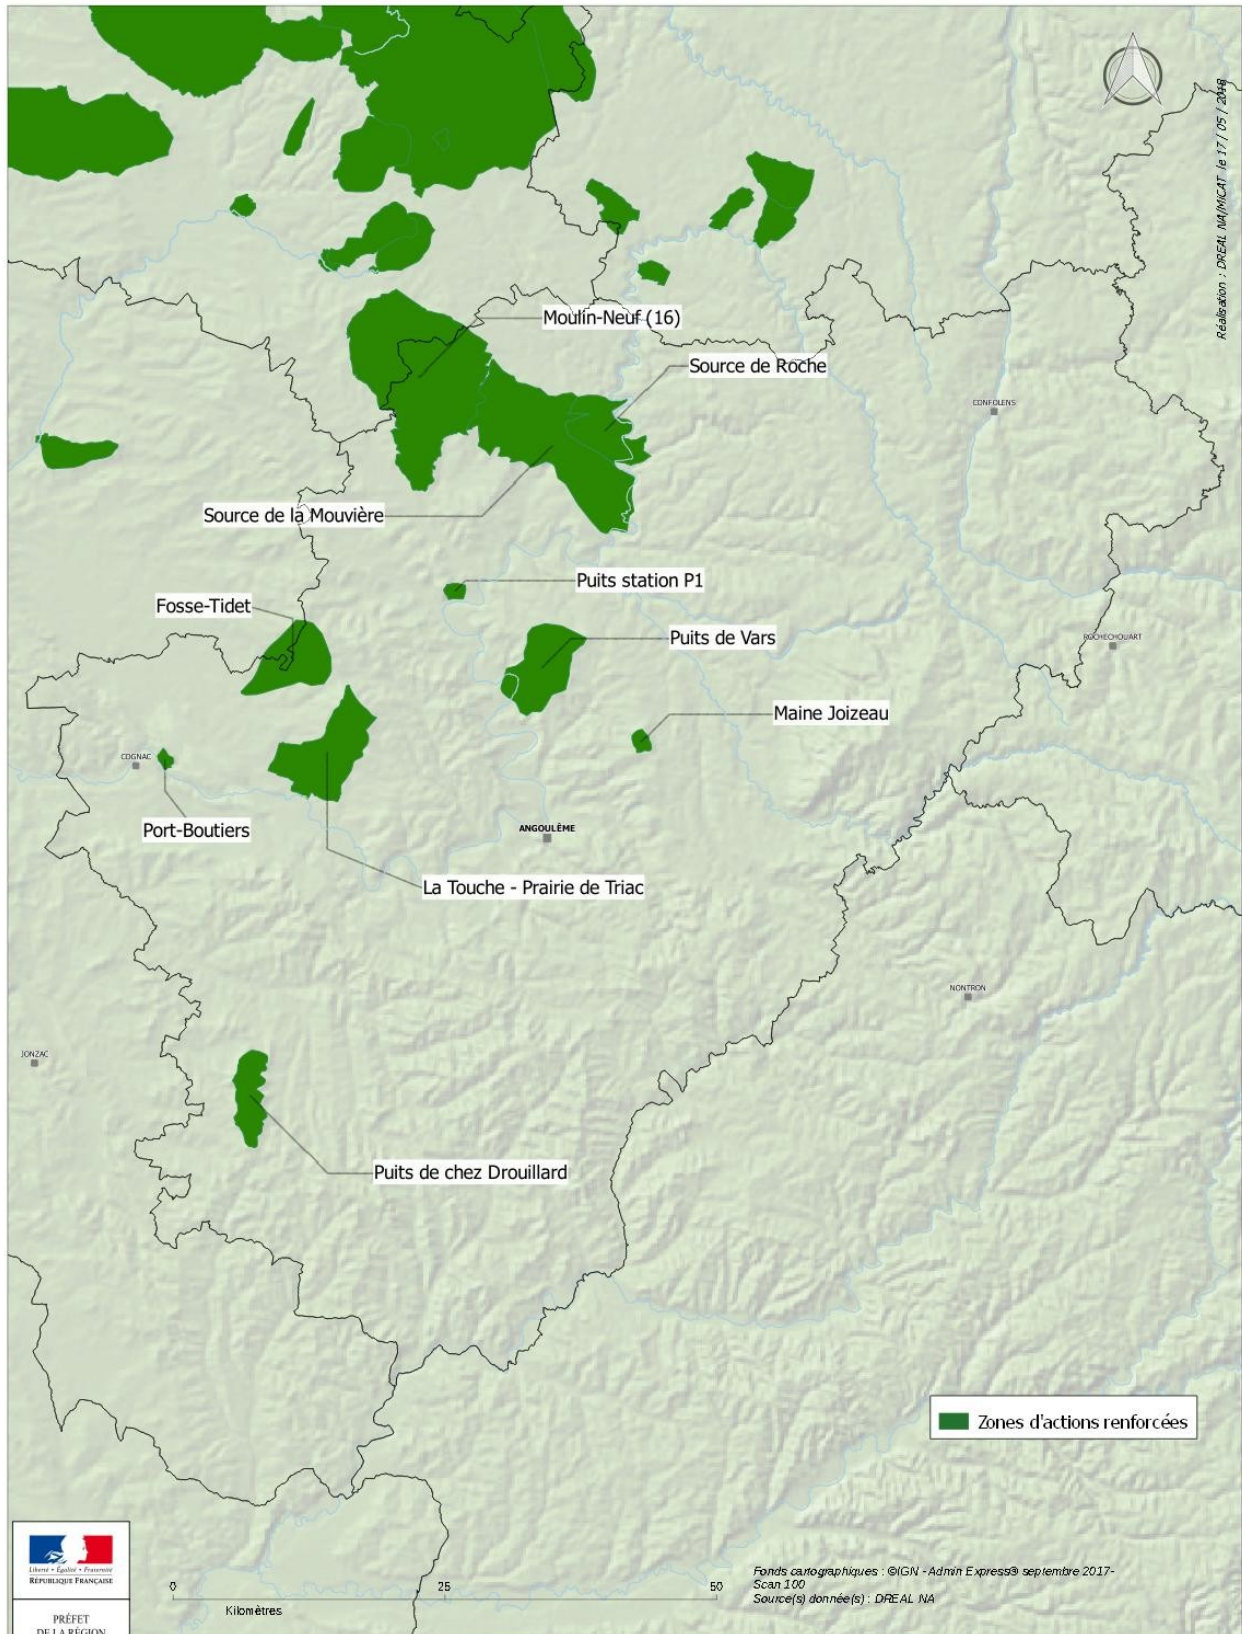 Réalisation : DREAL NA/MICAT le 17 / 05 / 2018
Moulin-Neuf (16)
Source de Roche
CONFOLENS
Source de la Mouvière
Puits station P1
Fosse-Tidet
Puits de Vars
ROCHECHOUART
Maine Joizeau
COGNAC
Port-Boutiers
ANGOULÊME
La Touche - Prairie de Triac
NONTRON
JONZAC
Puits de chez Drouillard
Zones d'actions renforcées
Liberté • Égalité • Fraternité
RÉPUBLIQUE FRANÇAISE
PRÉFET
DE LA RÉGION
0 25 50
Kilomètres
Fonds cartographiques : ©IGN - Admin Express® septembre 2017-
Scan 100
Source(s) donnée(s) : DREAL NA